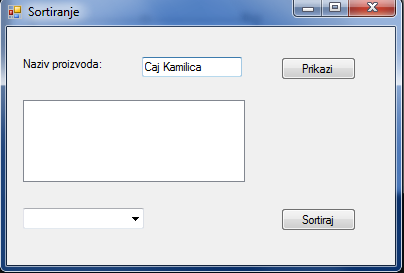 Sortiranje
Naziv proizvoda: Caj Kamilica Prikazi
Sortiraj